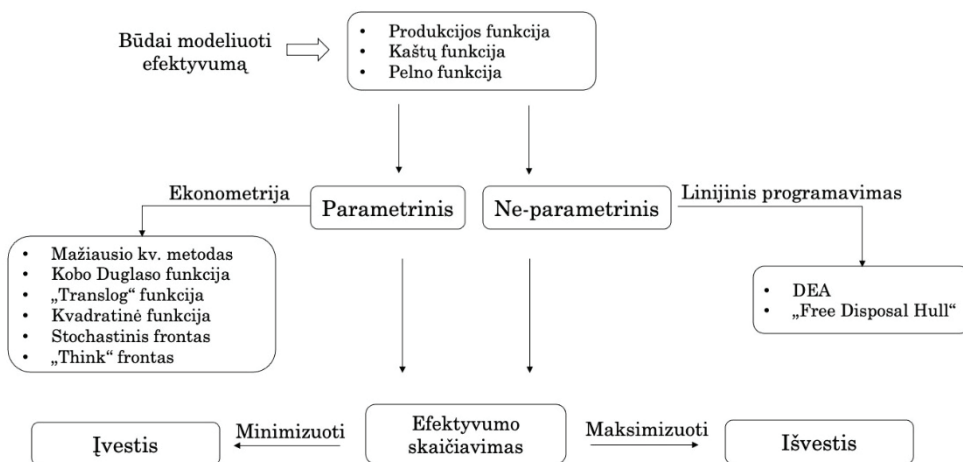 Būdai modeliuoti
efektyvumą
• Produkcijos funkcija
• Kaštų funkcija
• Pelno funkcija
Ekonometrija
Parametrinis
Ne-parametrinis
Linijinis programavimas
• Mažiausio kv. metodas
• Kobo Duglaso funkcija
• „Translog“ funkcija
• Kvadratinė funkcija
• Stochastinis frontas
• „Think“ frontas
• DEA
• „Free Disposal Hull“
Įvestis
Minimizuoti
Efektyvumo
skaičiavimas
Maksimizuoti
Išvestis